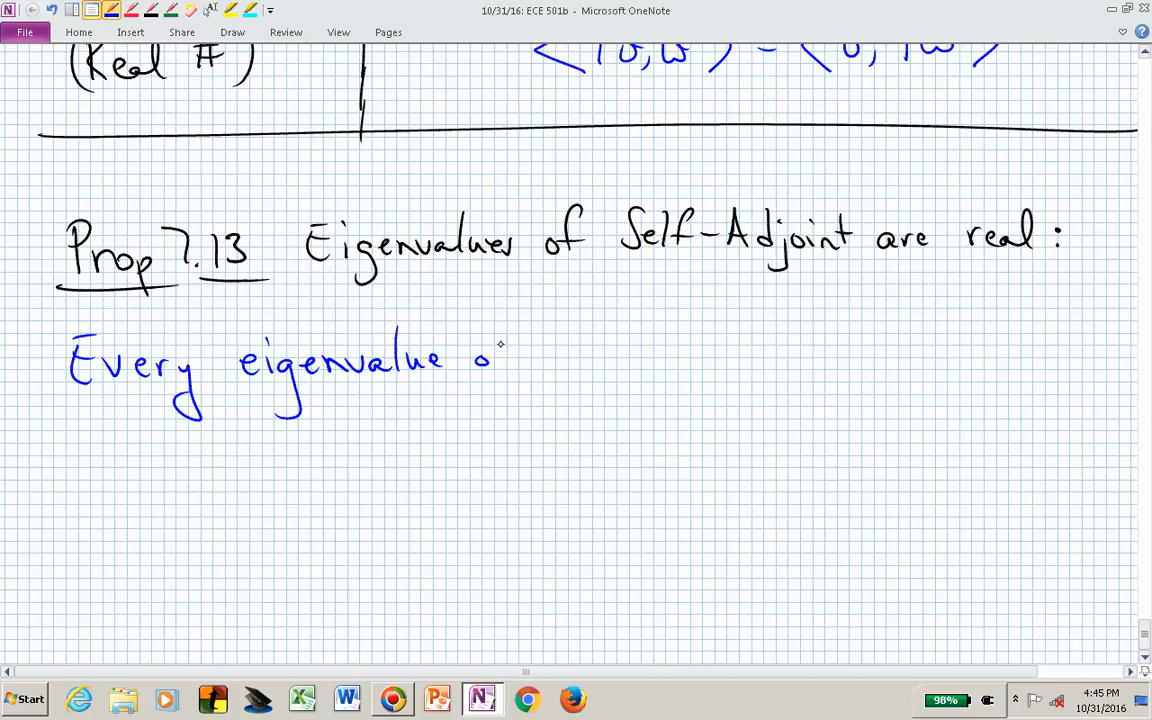 10/31/16: ECE 501b - Microsoft OneNote
File Home Insert Share Draw Review View Pages
(Real #)
Prop 7.13 Eigenvalues of Self-Adjoint are real:
Every eigenvalue o
Start
98%
4:45 PM
10/31/2016